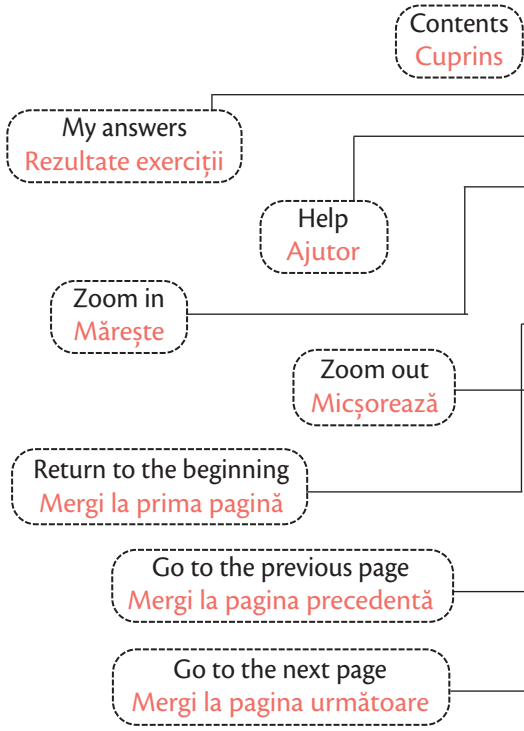 Contents
Cuprins
My answers
Rezultate exerciții
Help
Ajutor
Zoom in
Mărește
Zoom out
Micșorează
Return to the beginning
Mergi la prima pagină
Go to the previous page
Mergi la pagina precedentă
Go to the next page
Mergi la pagina următoare